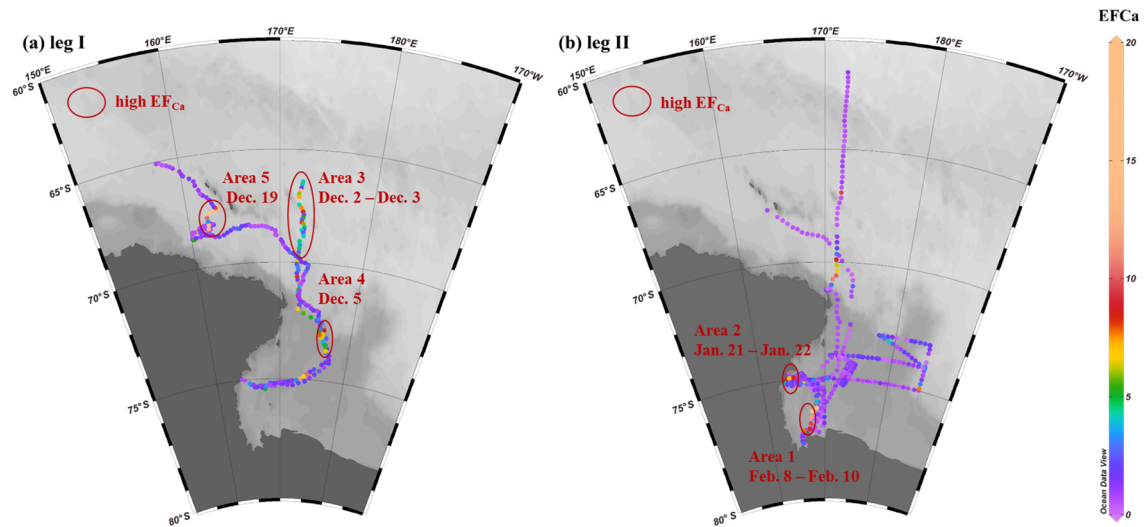 (a) leg I
150°E
160°E
170°E
180°E
170°W
60°S
65°S
70°S
75°S
80°S
high EFCa
Area 5
Dec. 19
Area 3
Dec. 2 – Dec. 3
Area 4
Dec. 5
(b) leg II
150°E
160°E
170°E
180°E
170°W
60°S
65°S
70°S
75°S
80°S
high EFCa
Area 2
Jan. 21 – Jan. 22
Area 1
Feb. 8 – Feb. 10
EFCa
20
15
10
5
0
Ocean Data View